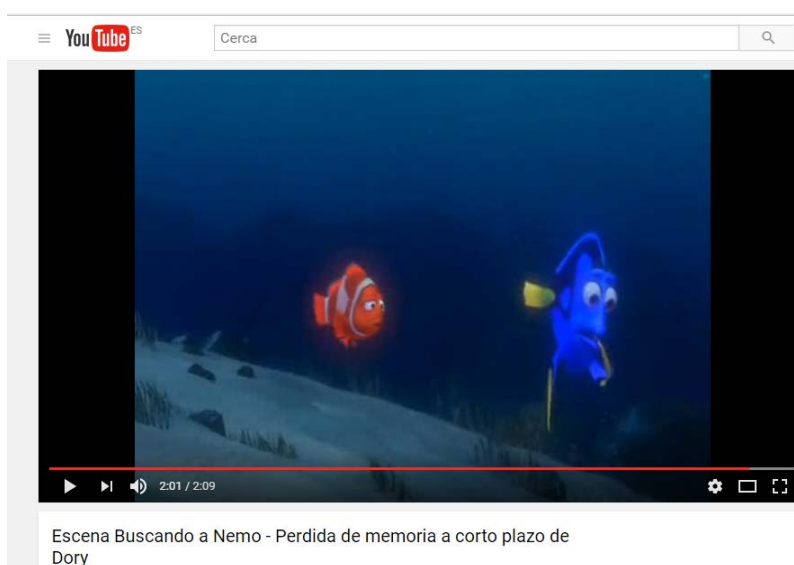 YouTube ES
Cerca
2:01 / 2:09
Escena Buscando a Nemo - Perdida de memoria a corto plazo de
Dory